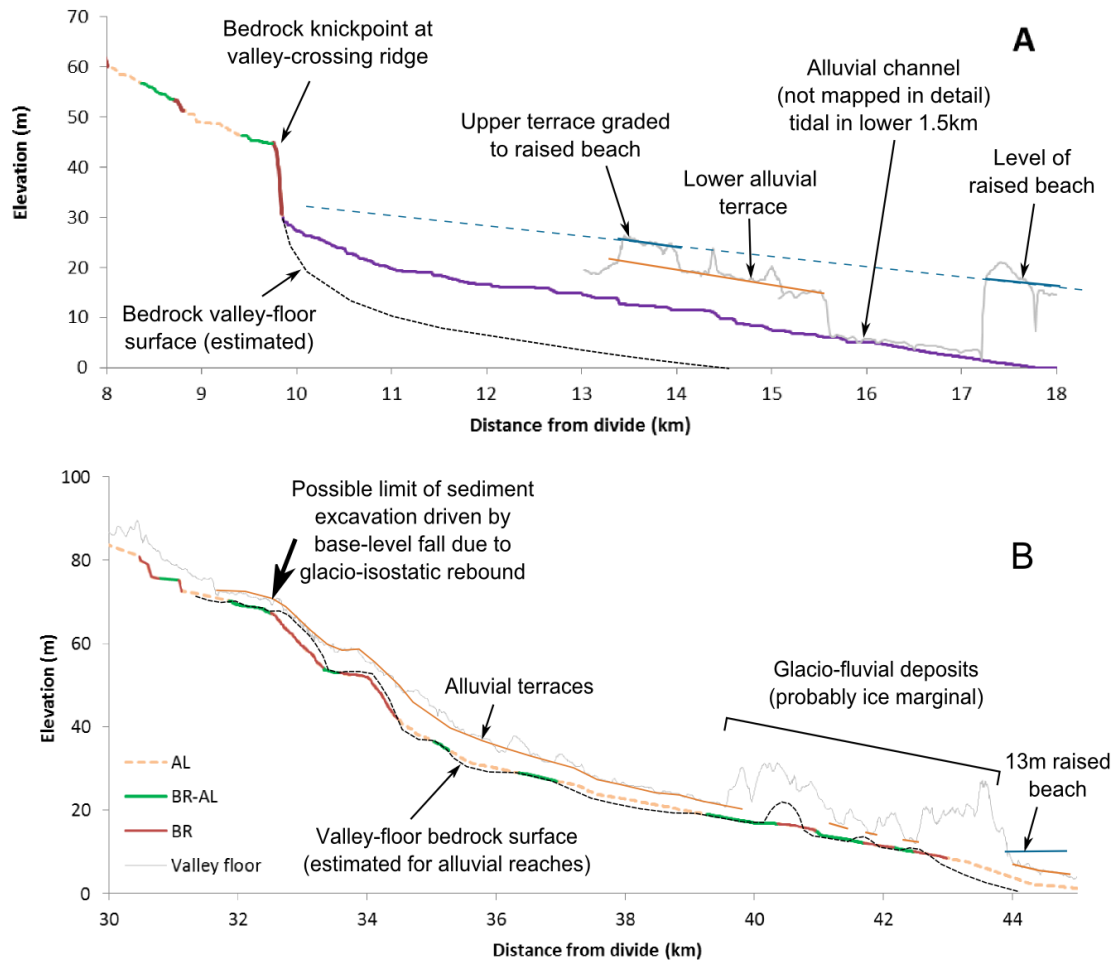 A
Bedrock knickpoint at
valley-crossing ridge
Alluvial channel
(not mapped in detail)
tidal in lower 1.5km
Upper terrace graded
to raised beach
Lower alluvial
terrace
Level of
raised beach
Bedrock valley-floor
surface (estimated)
Elevation (m)
70
60
50
40
30
20
10
0
8 9 10 11 12 13 14 15 16 17 18
Distance from divide (km)
B
Possible limit of sediment
excavation driven by
base-level fall due to
glacio-isostatic rebound
Alluvial terraces
Glacio-fluvial deposits
(probably ice marginal)
13m raised
beach
Valley-floor bedrock surface
(estimated for alluvial reaches)
AL
BR-AL
BR
Valley floor
Elevation (m)
100
80
60
40
20
0
30 32 34 36 38 40 42 44
Distance from divide (km)